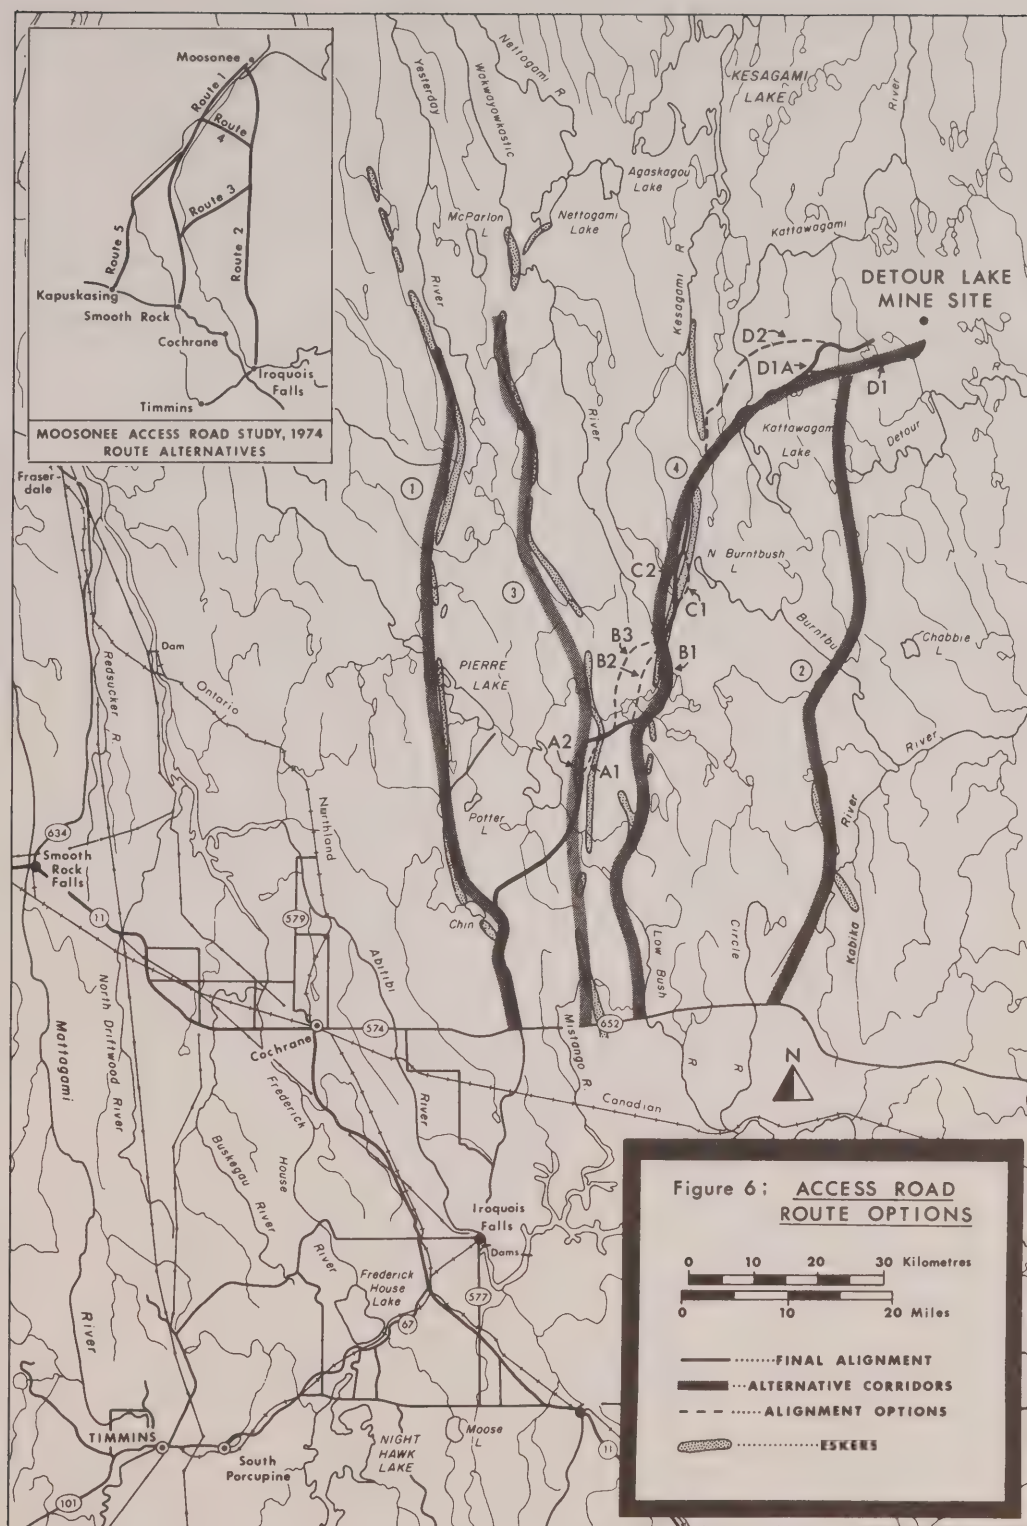 Moosonee
Route 1
Route
4
Route 3
Route 5
Route 2
Kapuskasing
Smooth Rock
Cochrane
Iroquois
Falls
Timmins
MOOSONEE ACCESS ROAD STUDY, 1974
ROUTE ALTERNATIVES
Yesterday
River
Wakwayowkastic
River
Nettogami R
KESAGAMI
LAKE
River
Agaskagou
Lake
McParlon
L
Nettogami
Lake
Kesagami R
Kattawagami
DETOUR LAKE
MINE SITE
D2
D1A
D1
Kattawagami
Lake
Detour
R
Fraser-
dale
1
4
3
2
N Burntbush
L
C2
C1
Burntbush
River
Chabbie
L
B3
B2
B1
PIERRE
LAKE
Dam
Redsucker R.
Ontario
Northland
A2
A1
Potter
L
River
634
Smooth
Rock
Falls
11
579
Chin
Abitibi
River
Low Bush
R
Circle
R
Kabika
North Driftwood River
Mattagami
River
574
652
Cochrane
Mistango R.
N
Canadian
Frederick
House
River
Buskegau
River
Iroquois
Falls
Dams
Frederick
House
Lake
577
67
TIMMINS
South
Porcupine
NIGHT
HAWK
LAKE
Moose
L
11
101
Figure 6: ACCESS ROAD
ROUTE OPTIONS
0 10 20 30 Kilometres
0 10 20 Miles
FINAL ALIGNMENT
ALTERNATIVE CORRIDORS
ALIGNMENT OPTIONS
ESKERS